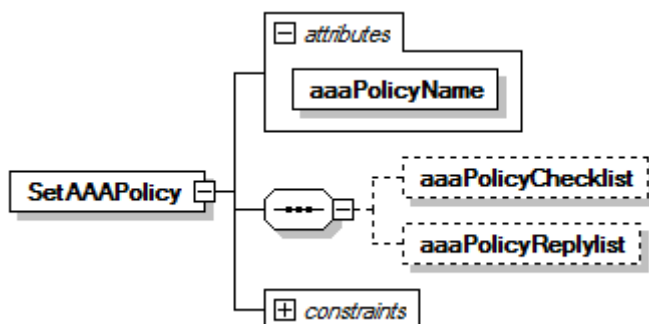 attributes
aaaPolicyName
SetAAAPolicy
aaaPolicyChecklist
aaaPolicyReplylist
constraints